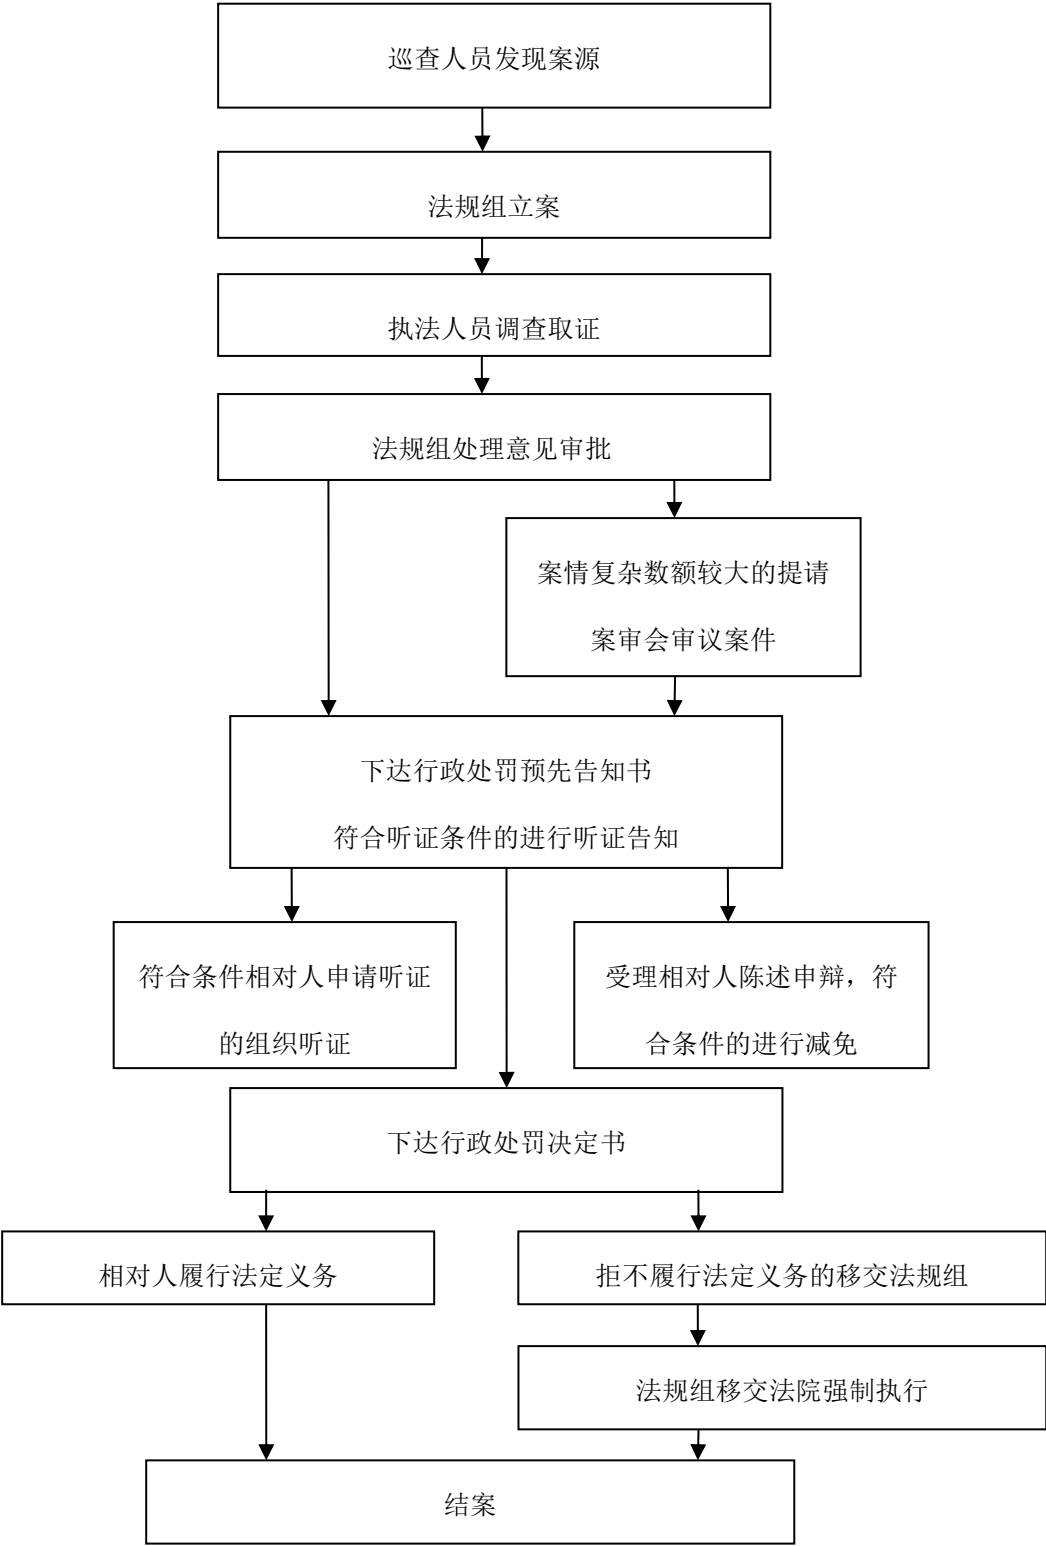 巡查人员发现案源
法规组立案
执法人员调查取证
法规组处理意见审批
案情复杂数额较大的提请
案审会审议案件
下达行政处罚预先告知书
符合听证条件的进行听证告知
符合条件相对人申请听证
的组织听证
受理相对人陈述申辩，符
合条件的进行减免
下达行政处罚决定书
相对人履行法定义务
拒不履行法定义务的移交法规组
法规组移交法院强制执行
结案